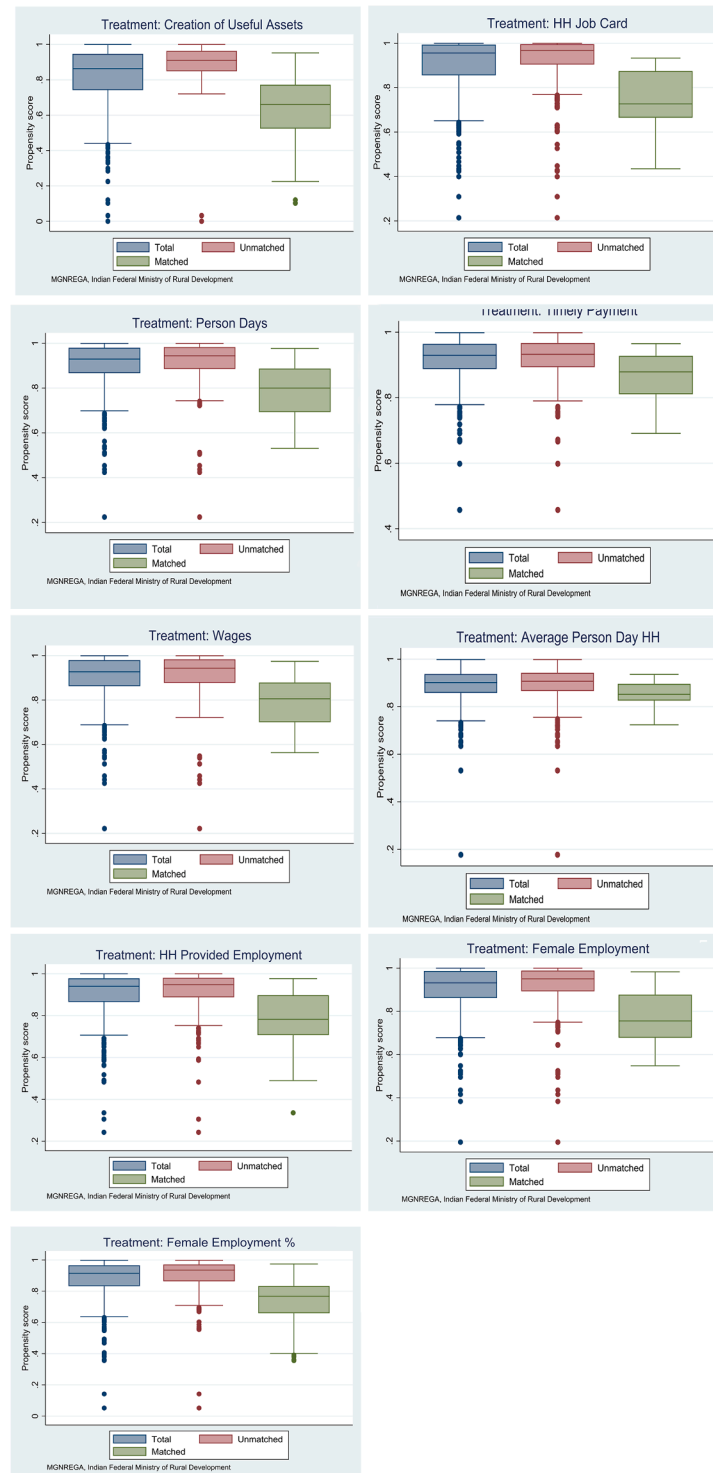 Treatment: Creation of Useful Assets
Propensity score
1
.8
.6
.4
.2
0
Total
Unmatched
Matched
MGNREGA, Indian Federal Ministry of Rural Development
Treatment: HH Job Card
Propensity score
1
.8
.6
.4
.2
Total
Unmatched
Matched
MGNREGA, Indian Federal Ministry of Rural Development
Treatment: Person Days
Propensity score
1
.8
.6
.4
.2
Total
Unmatched
Matched
MGNREGA, Indian Federal Ministry of Rural Development
Treatment: Timely Payment
Propensity score
1
.8
.6
.4
Total
Unmatched
Matched
MGNREGA, Indian Federal Ministry of Rural Development
Treatment: Wages
Propensity score
1
.8
.6
.4
.2
Total
Unmatched
Matched
MGNREGA, Indian Federal Ministry of Rural Development
Treatment: Average Person Day HH
Propensity score
1
.8
.6
.4
.2
Total
Unmatched
Matched
MGNREGA, Indian Federal Ministry of Rural Development
Treatment: HH Provided Employment
Propensity score
1
.8
.6
.4
.2
Total
Unmatched
Matched
MGNREGA, Indian Federal Ministry of Rural Development
Treatment: Female Employment
Propensity score
1
.8
.6
.4
.2
Total
Unmatched
Matched
MGNREGA, Indian Federal Ministry of Rural Development
Treatment: Female Employment %
Propensity score
1
.8
.6
.4
.2
0
Total
Unmatched
Matched
MGNREGA, Indian Federal Ministry of Rural Development